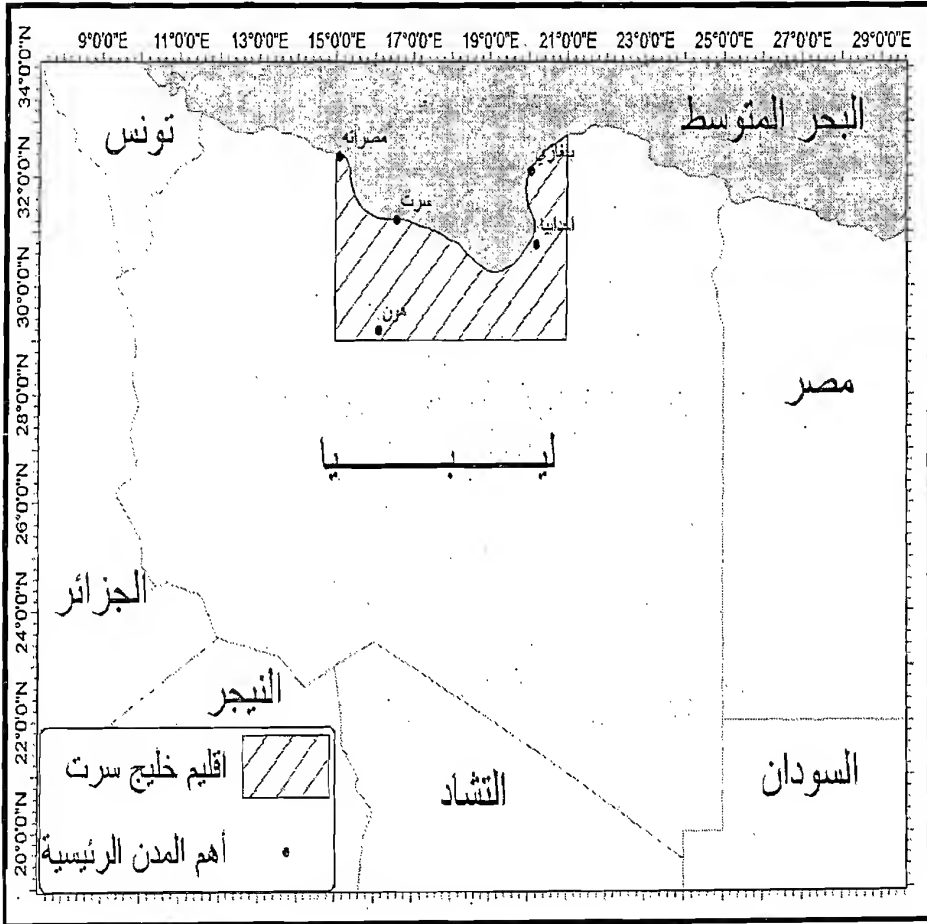 9°0'0"E 11°0'0"E 13°0'0"E 15°0'0"E 17°0'0"E 19°0'0"E 21°0'0"E 23°0'0"E 25°0'0"E 27°0'0"E 29°0'0"E
34°0'0"N
32°0'0"N
30°0'0"N
28°0'0"N
26°0'0"N
24°0'0"N
22°0'0"N
20°0'0"N
البحر المتوسط
تونس
مصراته
بنغازي
سرت
اجدابية
هون
مصر
ليــبــيا
الجزائر
النيجر
التشاد
السودان
اقليم خليج سرت
أهم المدن الرئيسية